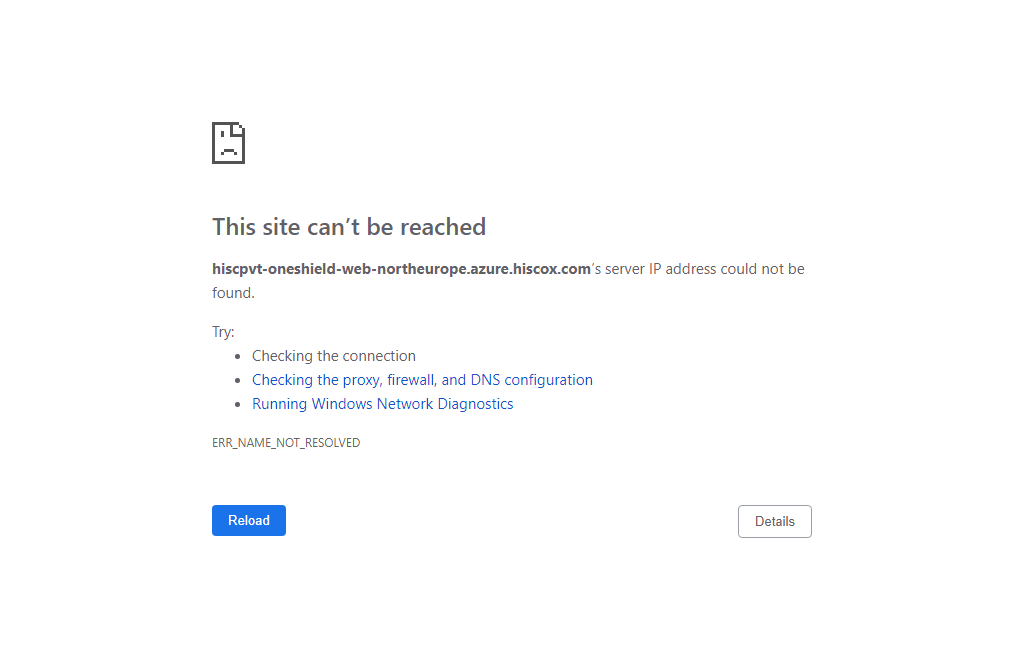 This site can’t be reached
hiscpvt-oneshield-web-northeurope.azure.hiscox.com’s server IP address could not be
found.
Try:
• Checking the connection
• Checking the proxy, firewall, and DNS configuration
• Running Windows Network Diagnostics
ERR_NAME_NOT_RESOLVED
Reload
Details